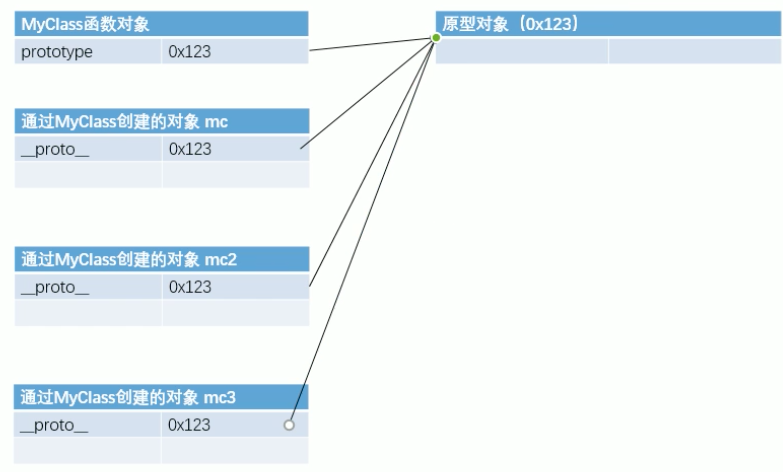 MyClass函数对象
prototype 0x123
原型对象（0x123）
通过MyClass创建的对象 mc
__proto__ 0x123
通过MyClass创建的对象 mc2
__proto__ 0x123
通过MyClass创建的对象 mc3
__proto__ 0x123